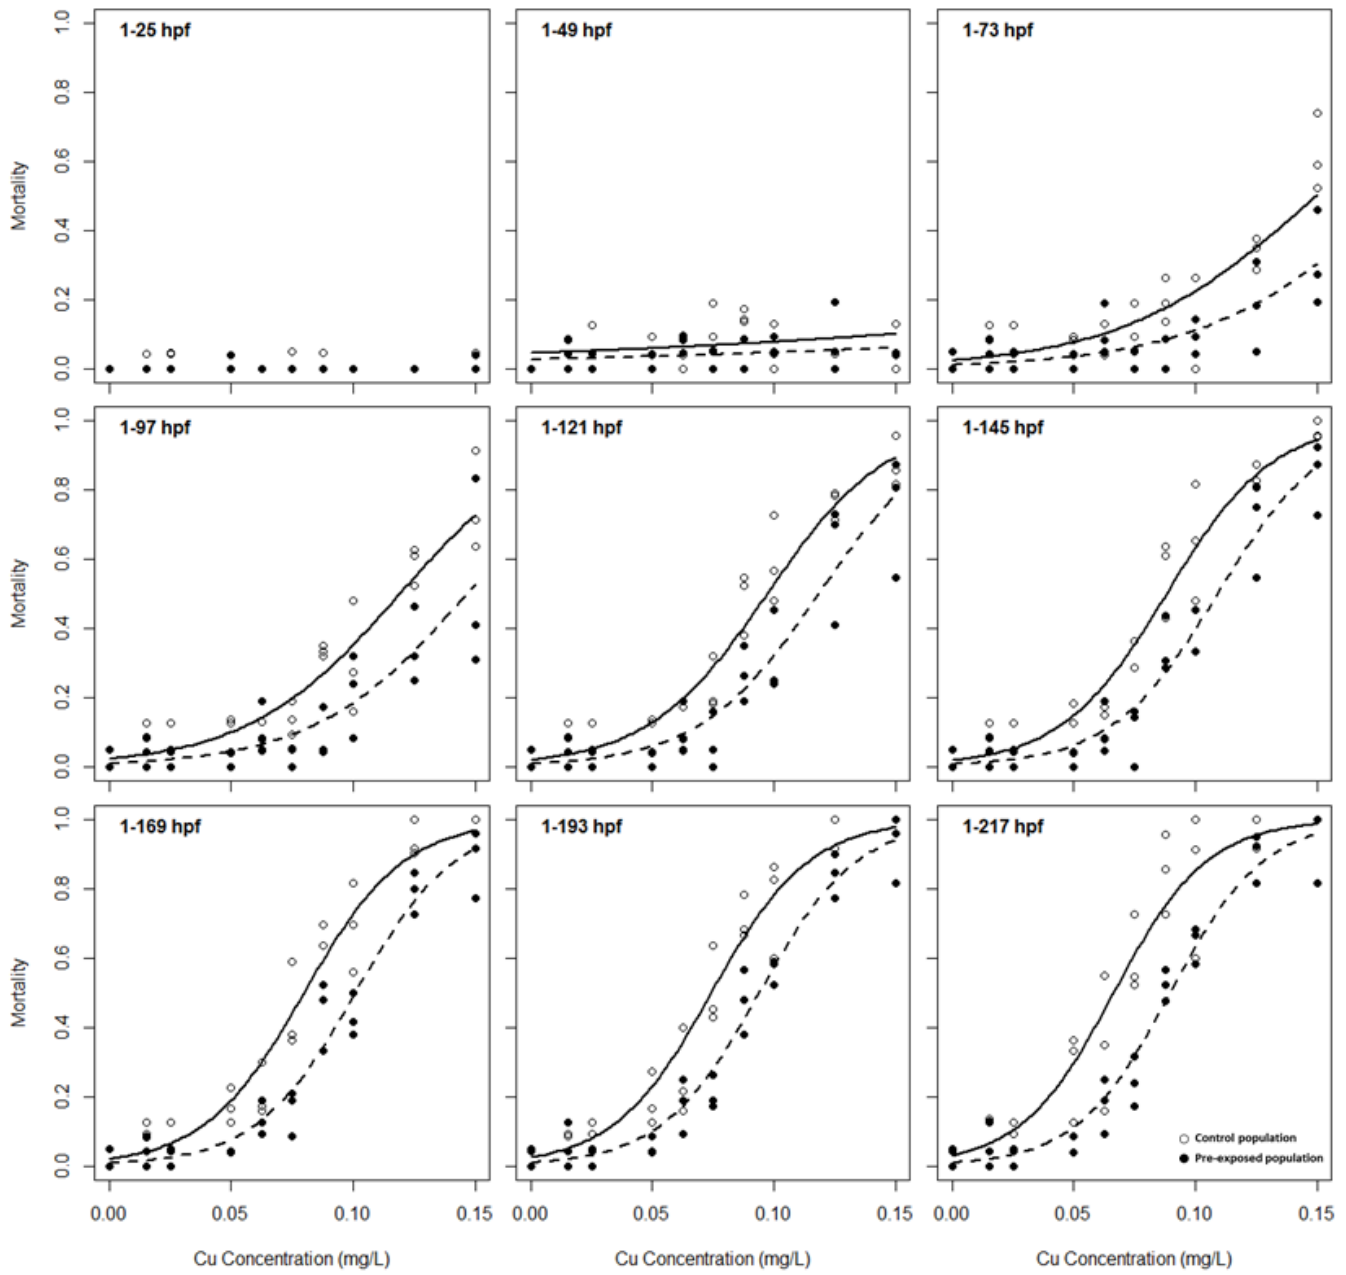 1-25 hpf
1-49 hpf
1-73 hpf
Mortality
1.0
0.8
0.6
0.4
0.2
0.0
1-97 hpf
1-121 hpf
1-145 hpf
Mortality
1.0
0.8
0.6
0.4
0.2
0.0
1-169 hpf
1-193 hpf
1-217 hpf
Mortality
1.0
0.8
0.6
0.4
0.2
0.0
Control population
Pre-exposed population
0.00 0.05 0.10 0.15
0.00 0.05 0.10 0.15
0.00 0.05 0.10 0.15
Cu Concentration (mg/L)
Cu Concentration (mg/L)
Cu Concentration (mg/L)